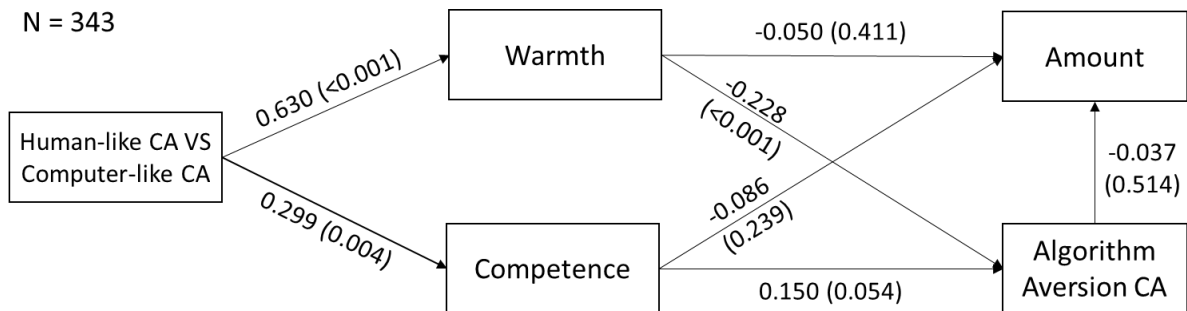 N = 343
Warmth
-0.050 (0.411)
Amount
0.630 (<0.001)
-0.228
(<0.001)
Human-like CA VS
Computer-like CA
-0.037
(0.514)
0.299 (0.004)
-0.086
(0.239)
Competence
0.150 (0.054)
Algorithm
Aversion CA